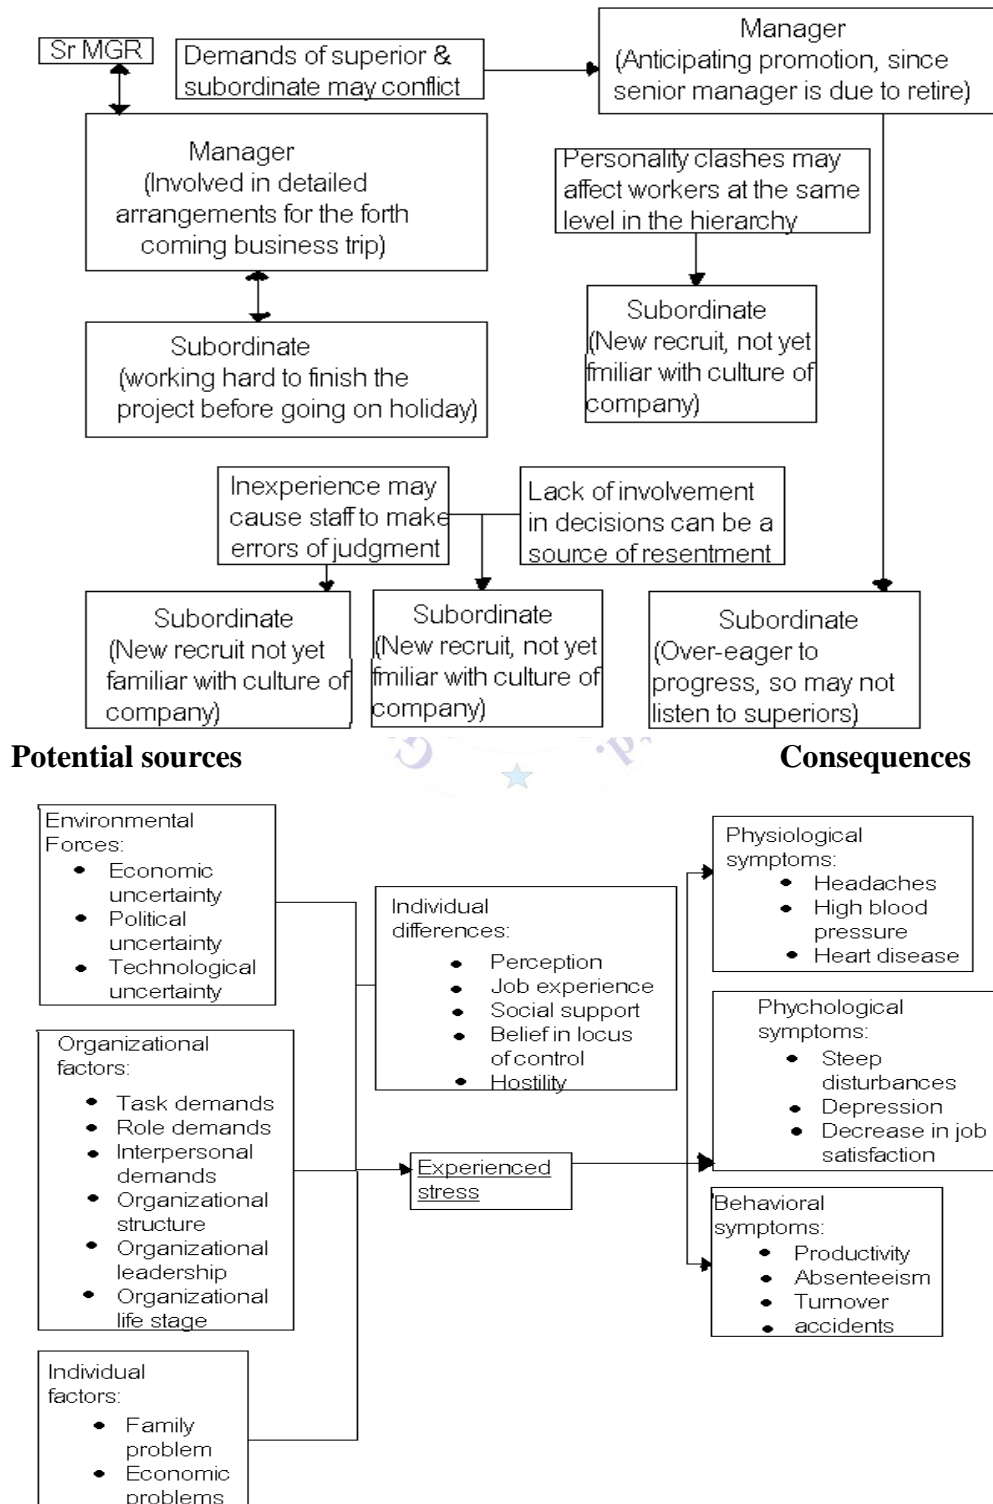 Sr MGR
Demands of superior &
subordinate may conflict
Manager
(Anticipating promotion, since
senior manager is due to retire)
Manager
(Involved in detailed
arrangements for the forth
coming business trip)
Personality clashes may
affect workers at the same
level in the hierarchy
Subordinate
(working hard to finish the
project before going on holiday)
Subordinate
(New recruit, not yet
fmiliar with culture of
company)
Inexperience may
cause staff to make
errors of judgment
Lack of involvement
in decisions can be a
source of resentment
Subordinate
(New recruit not yet
familiar with culture of
company)
Subordinate
(New recruit, not yet
fmiliar with culture of
company)
Subordinate
(Over-eager to
progress, so may not
listen to superiors)
Potential sources
Consequences
Environmental
Forces:
• Economic
uncertainty
• Political
uncertainty
• Technological
uncertainty
Organizational
factors:
• Task demands
• Role demands
• Interpersonal
demands
• Organizational
structure
• Organizational
leadership
• Organizational
life stage
Individual
factors:
• Family
problem
• Economic
problems
Individual
differences:
• Perception
• Job experience
• Social support
• Belief in locus
of control
• Hostility
Experienced
stress
Physiological
symptoms:
• Headaches
• High blood
pressure
• Heart disease
Phychological
symptoms:
• Steep
disturbances
• Depression
• Decrease in job
satisfaction
Behavioral
symptoms:
• Productivity
• Absenteeism
• Turnover
• accidents